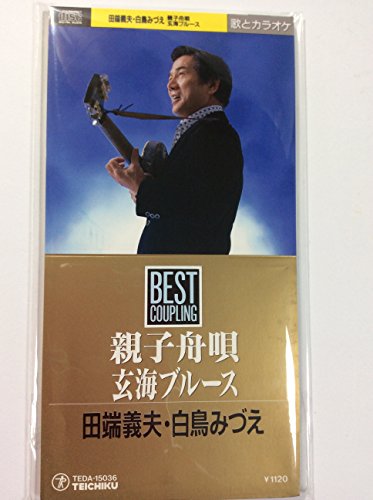 田端義夫・白鳥みづえ 親子舟唄
玄海ブルース
歌とカラオケ
BEST
COUPLING
親子舟唄
玄海ブルース
田端義夫・白鳥みづえ
TEDA-15036
TEICHIKU
¥1120